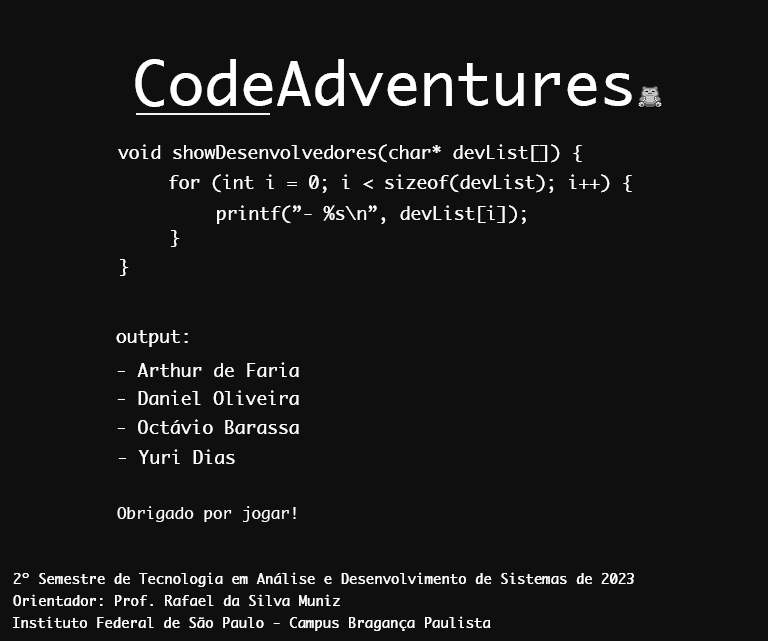 CodeAdventures
void showDesenvolvedores(char* devList[]) {
for (int i = 0; i < sizeof(devList); i++) {
printf(”- %s\n”, devList[i]);
}
}
output:
- Arthur de Faria
- Daniel Oliveira
- Octávio Barassa
- Yuri Dias
Obrigado por jogar!
2º Semestre de Tecnologia em Análise e Desenvolvimento de Sistemas de 2023
Orientador: Prof. Rafael da Silva Muniz
Instituto Federal de São Paulo - Campus Bragança Paulista